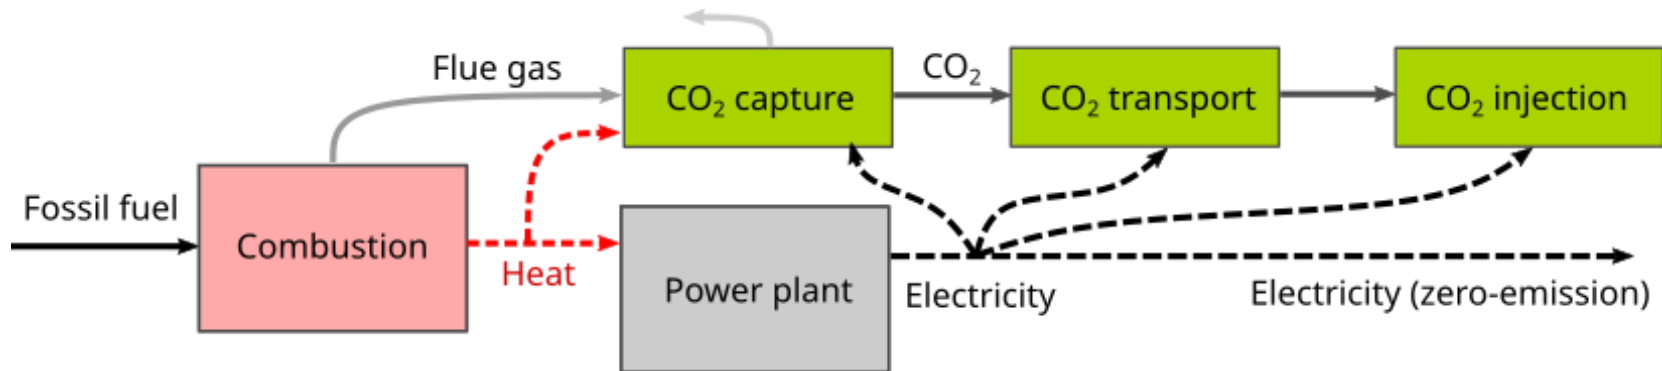 Flue gas
CO₂
CO₂ capture
CO₂ transport
CO₂ injection
Fossil fuel
Combustion
Heat
Power plant
Electricity
Electricity (zero-emission)